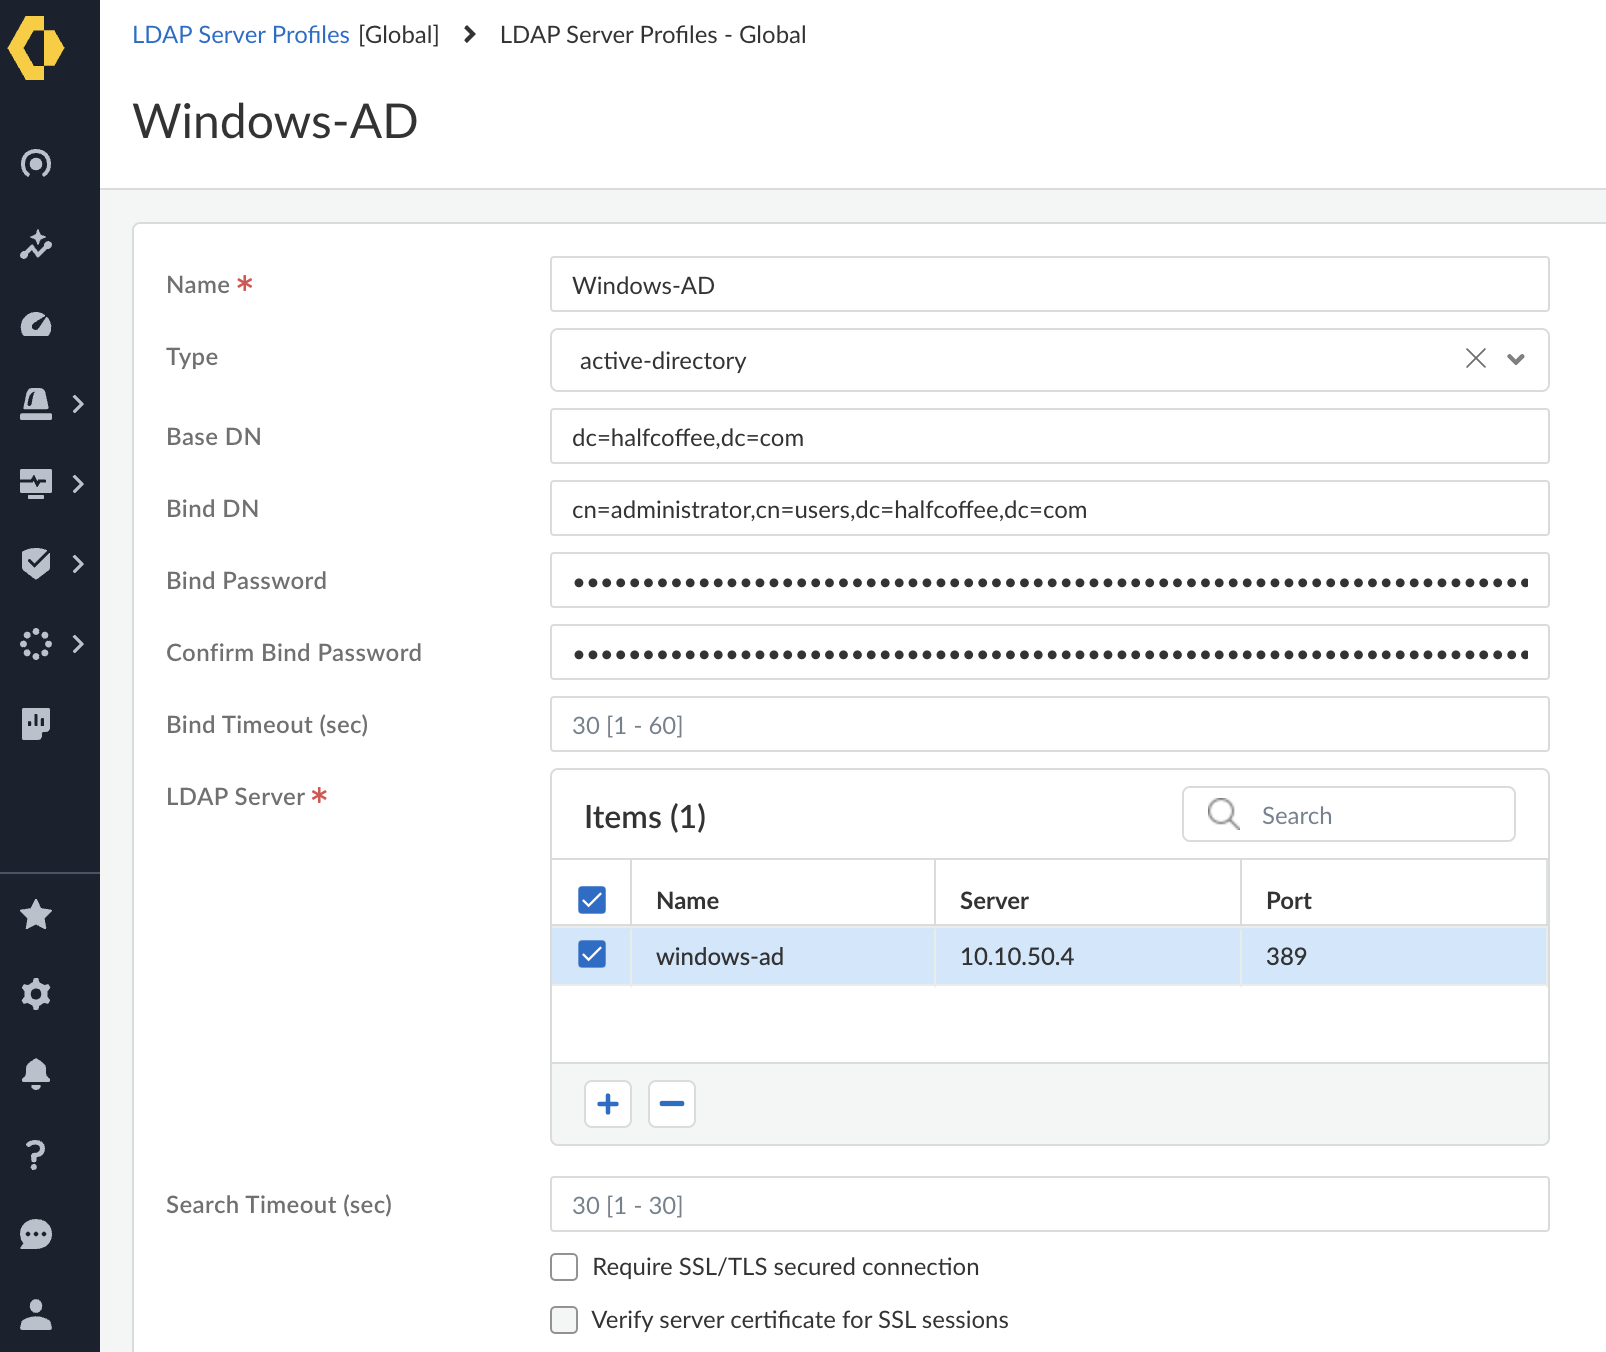 LDAP Server Profiles [Global] > LDAP Server Profiles - Global
Windows-AD
Name *
Windows-AD
Type
active-directory
Base DN
dc=halfcoffee,dc=com
Bind DN
cn=administrator,cn=users,dc=halfcoffee,dc=com
Bind Password
Confirm Bind Password
Bind Timeout (sec)
30 [1 - 60]
LDAP Server *
Items (1)
Search
Name Server Port
windows-ad 10.10.50.4 389
Search Timeout (sec)
30 [1 - 30]
Require SSL/TLS secured connection
Verify server certificate for SSL sessions